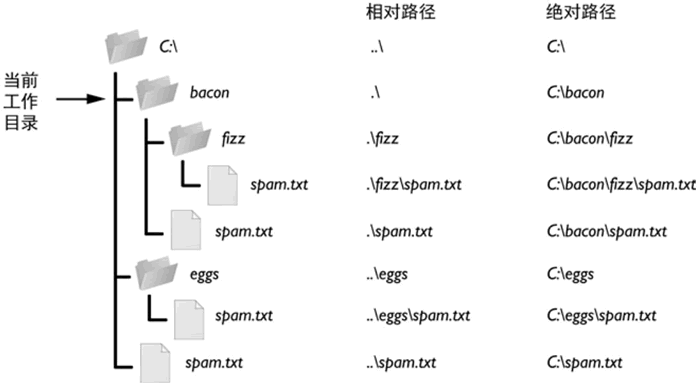 相对路径 绝对路径
C:\ ..\ C:\
当前
工作
目录
bacon .\ C:\bacon
fizz .\fizz C:\bacon\fizz
spam.txt .\fizz\spam.txt C:\bacon\fizz\spam.txt
spam.txt .\spam.txt C:\bacon\spam.txt
eggs ..\eggs C:\eggs
spam.txt ..\eggs\spam.txt C:\eggs\spam.txt
spam.txt ..\spam.txt C:\spam.txt